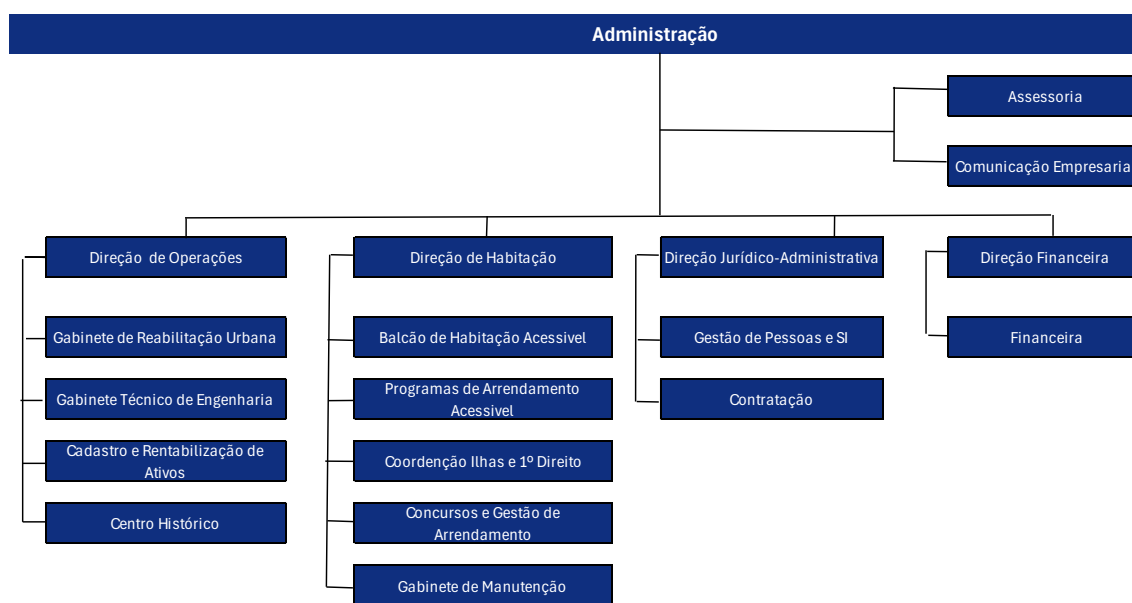 Administração
Assessoria
Comunicação Empresaria
Direção de Operações
Direção de Habitação
Direção Jurídico-Administrativa
Direção Financeira
Gabinete de Reabilitação Urbana
Balcão de Habitação Acessivel
Gestão de Pessoas e SI
Financeira
Gabinete Técnico de Engenharia
Programas de Arrendamento
Acessivel
Contratação
Cadastro e Rentabilização de
Ativos
Coordenção Ilhas e 1º Direito
Centro Histórico
Concursos e Gestão de
Arrendamento
Gabinete de Manutenção